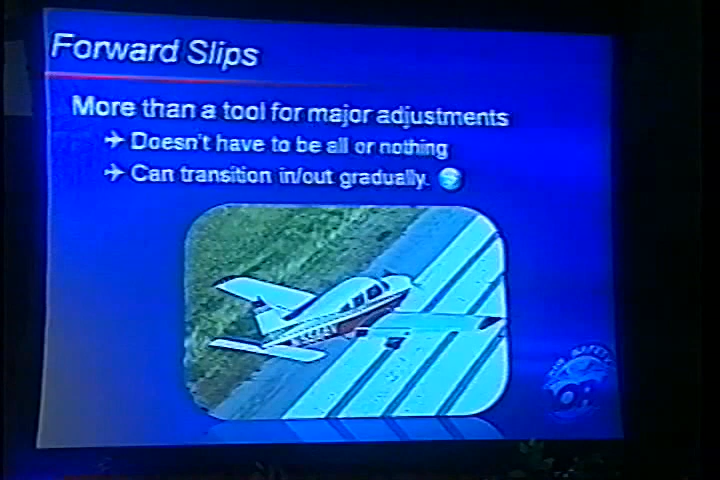 Forward Slips
More than a tool for major adjustments
Doesn't have to be all or nothing
Can transition in/out gradually.